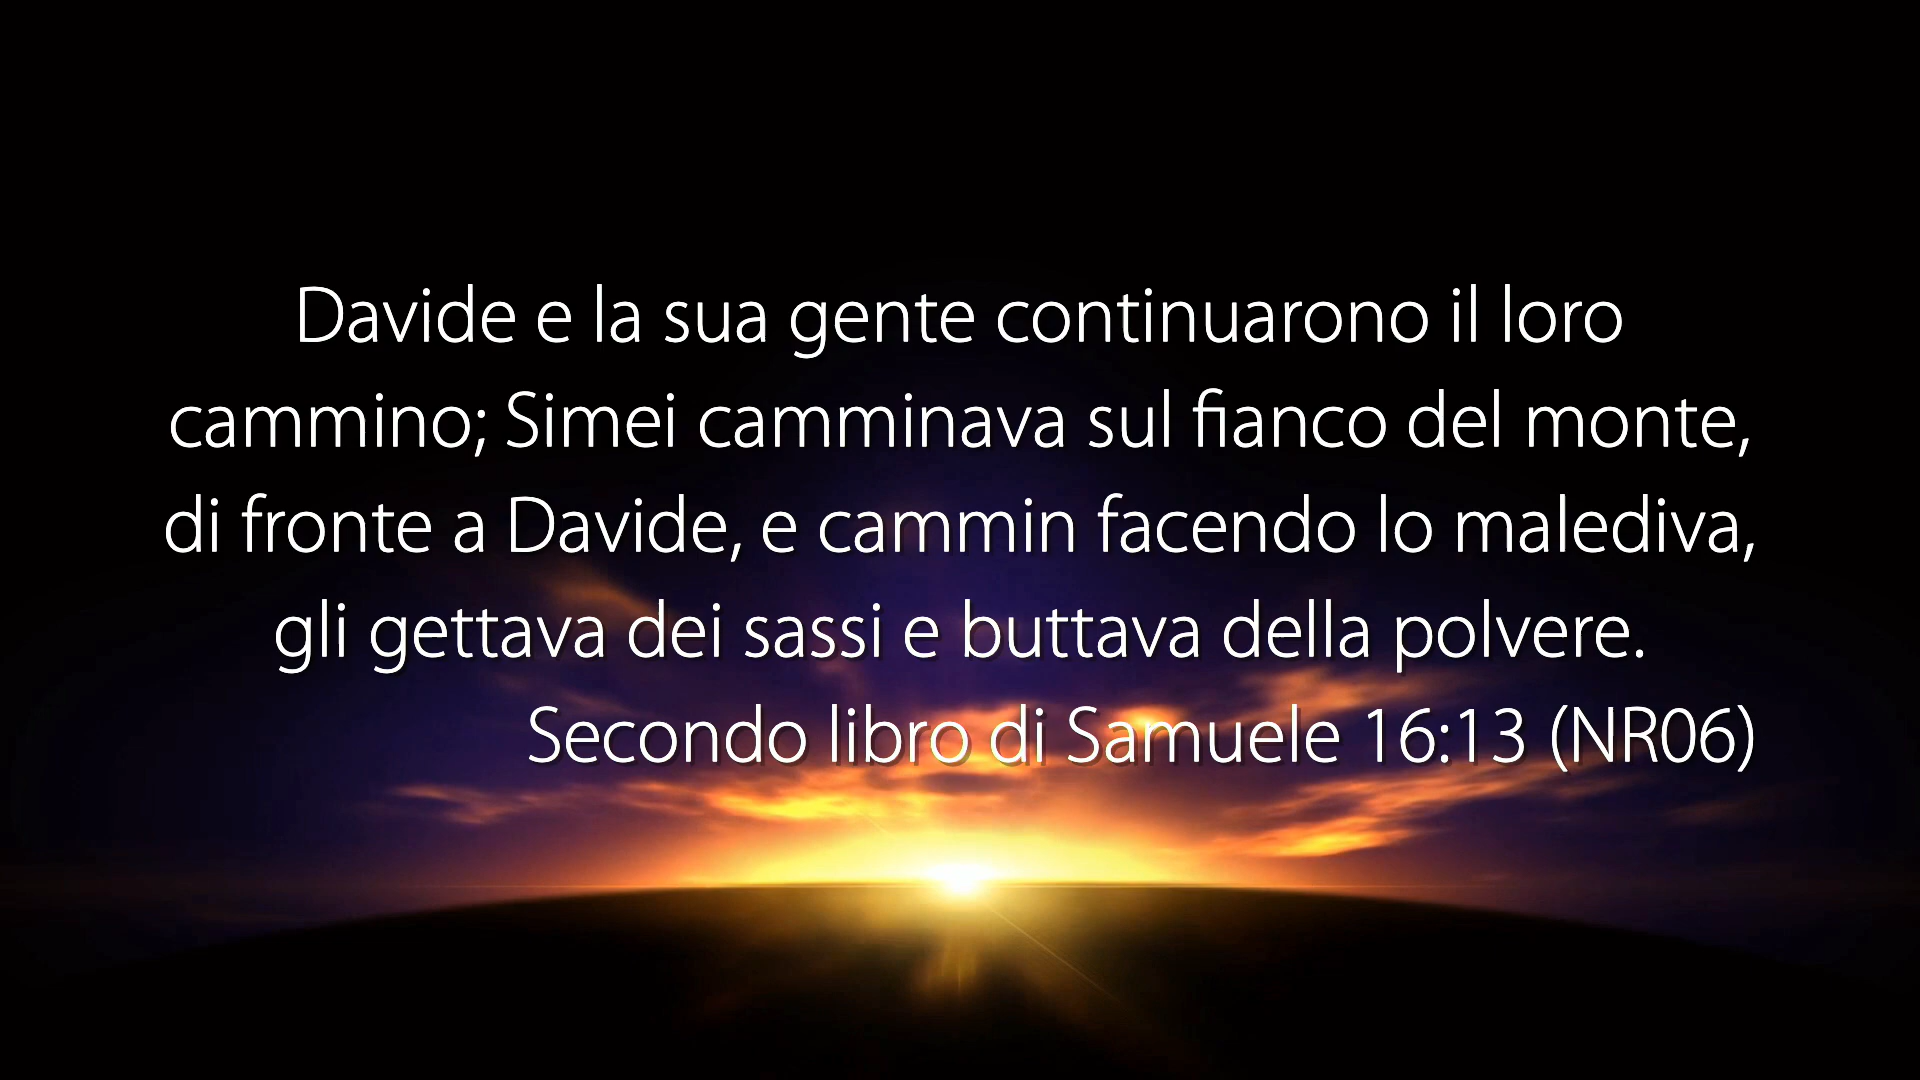 Davide e la sua gente continuarono il loro
cammino; Simei camminava sul fianco del monte,
di fronte a Davide, e cammin facendo lo malediva,
gli gettava dei sassi e buttava della polvere.
Secondo libro di Samuele 16:13 (NR06)